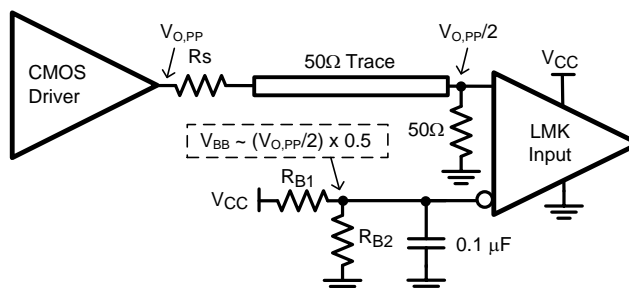 V_O,PP
V_O,PP/2
CMOS
Driver
Rs
50Ω Trace
V_CC
50Ω
LMK
Input
V_BB ~ (V_O,PP/2) x 0.5
R_B1
V_CC
R_B2
0.1 μF